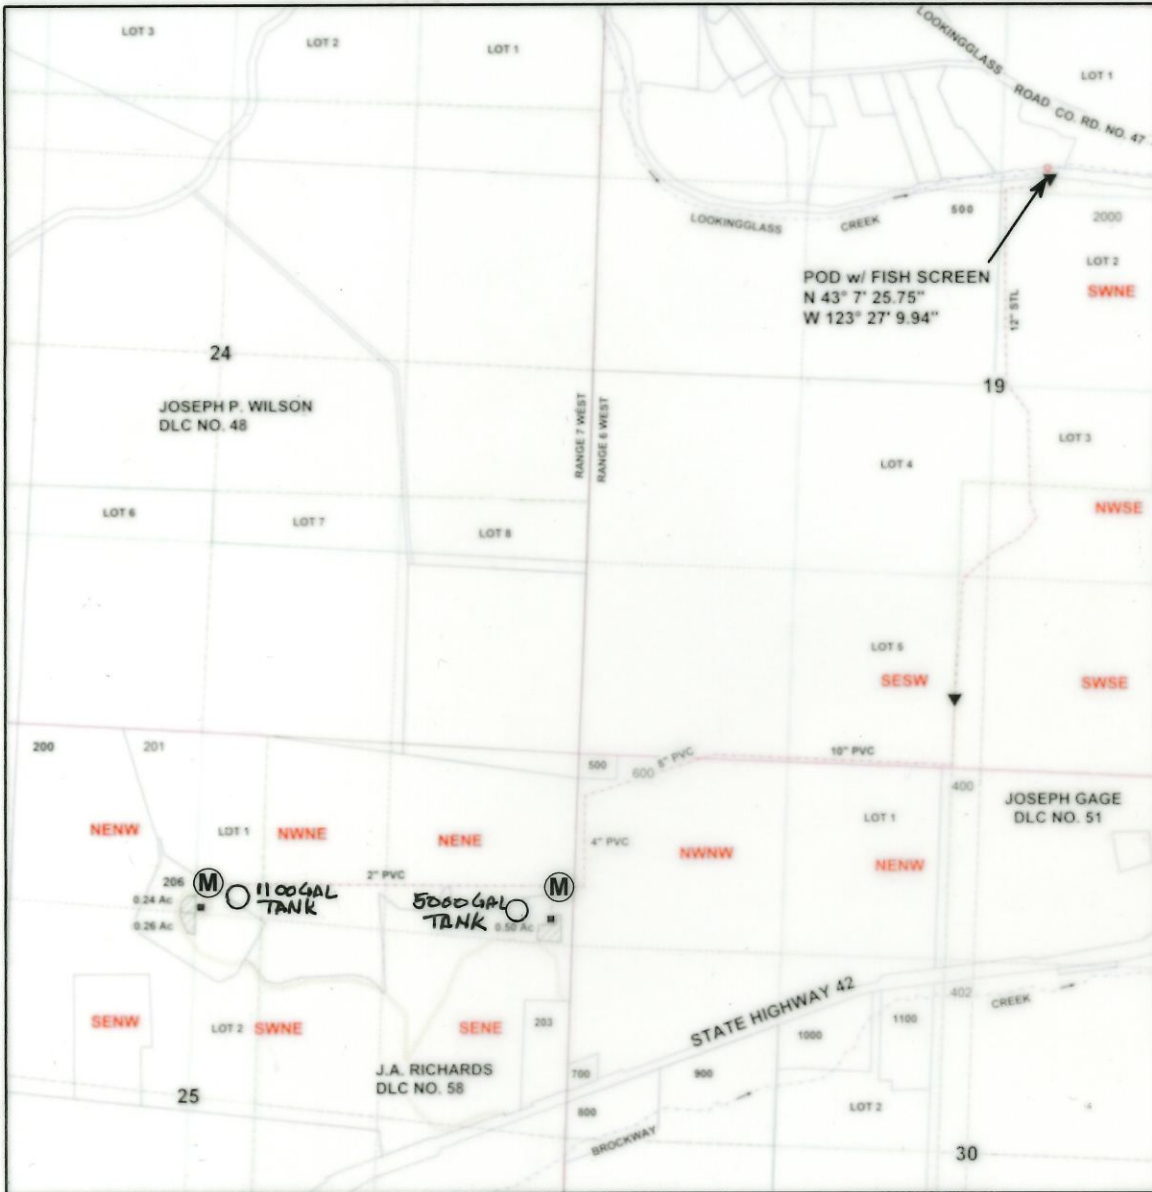 LOT 3
LOT 2
LOT 1
LOOKINGGLASS ROAD CO. RD. NO. 47
LOT 1
LOOKINGGLASS CREEK
500
2000
LOT 2
SWNE
POD w/ FISH SCREEN
N 43° 7' 25.75"
W 123° 27' 9.94"
12" STL
24
19
JOSEPH P. WILSON
DLC NO. 48
RANGE 7 WEST
RANGE 6 WEST
LOT 3
LOT 4
LOT 6
LOT 7
LOT 8
NWSE
LOT 5
SESW
SWSE
200
201
10" PVC
8" PVC
500
600
400
JOSEPH GAGE
DLC NO. 51
NENW
LOT 1
NWNE
NENE
4" PVC
NWNW
LOT 1
NENW
206
M
2" PVC
M
1100 GAL
TANK
5000 GAL
TANK
0.24 Ac
0.26 Ac
0.50 Ac
STATE HIGHWAY 42
402
CREEK
SENW
LOT 2
SWNE
SENE
203
1000
1100
J.A. RICHARDS
DLC NO. 58
700
900
25
800
LOT 2
BROCKWAY
30